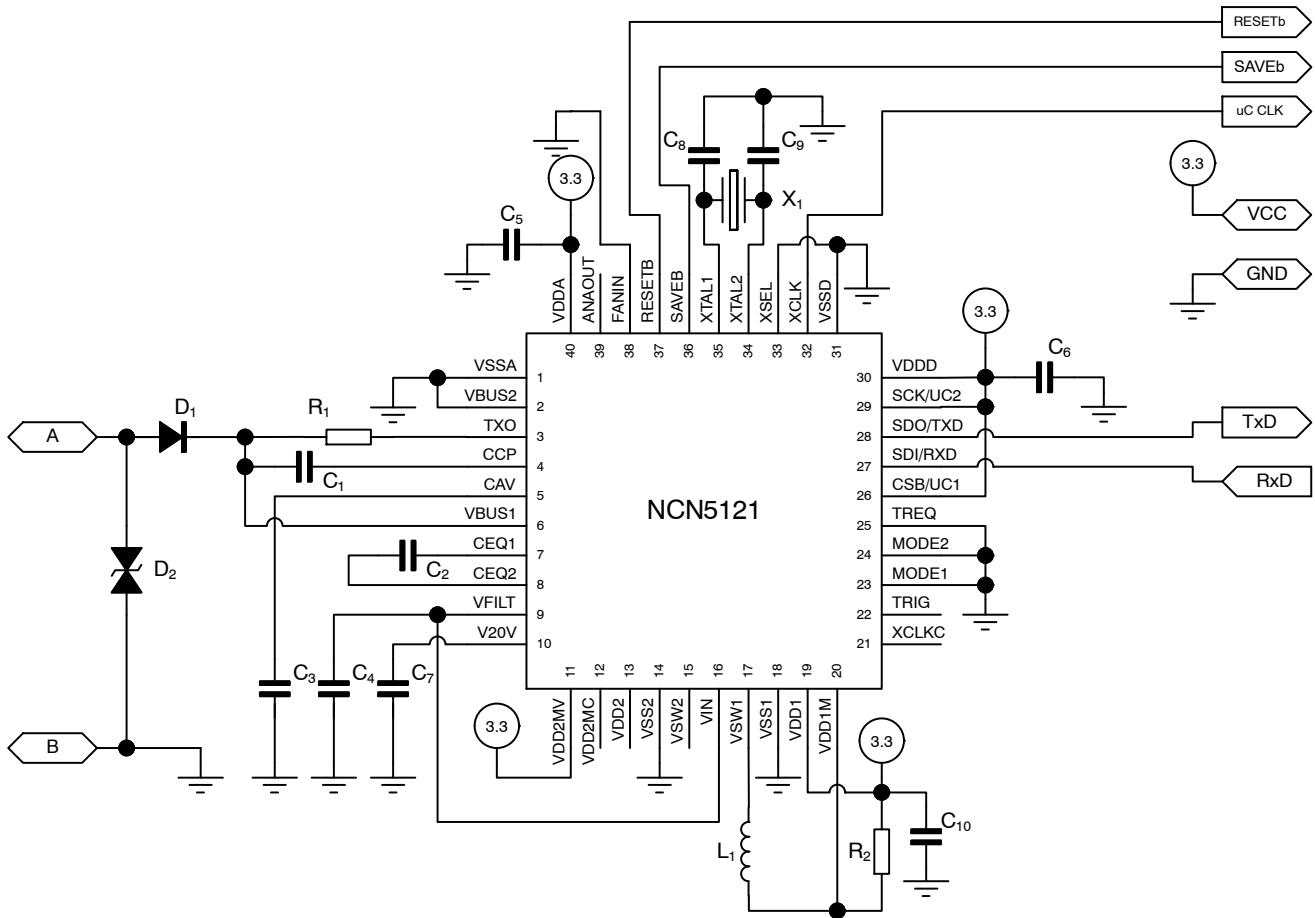 RESETb
SAVEb
uC CLK
C8
C9
3.3
3.3
X1
VCC
C5
GND
VDDA
ANAOUT
FANIN
RESETB
SAVEB
XTAL1
XTAL2
XSEL
XCLK
VSSD
3.3
40
39
38
37
36
35
34
33
32
31
C6
VSSA
1
30
VDDD
VBUS2
2
29
SCK/UC2
D1
R1
A
TXO
3
28
SDO/TXD
TxD
CCP
4
27
SDI/RXD
C1
RxD
CAV
5
26
CSB/UC1
NCN5121
VBUS1
6
25
TREQ
CEQ1
7
24
MODE2
D2
C2
CEQ2
8
23
MODE1
VFILT
9
22
TRIG
V20V
10
21
XCLKC
C3
C4
C7
11
12
13
14
15
16
17
18
19
20
VDD2MV
VDD2MC
VDD2
VSS2
VSW2
VIN
VSW1
VSS1
VDD1
VDD1M
3.3
3.3
B
C10
L1
R2